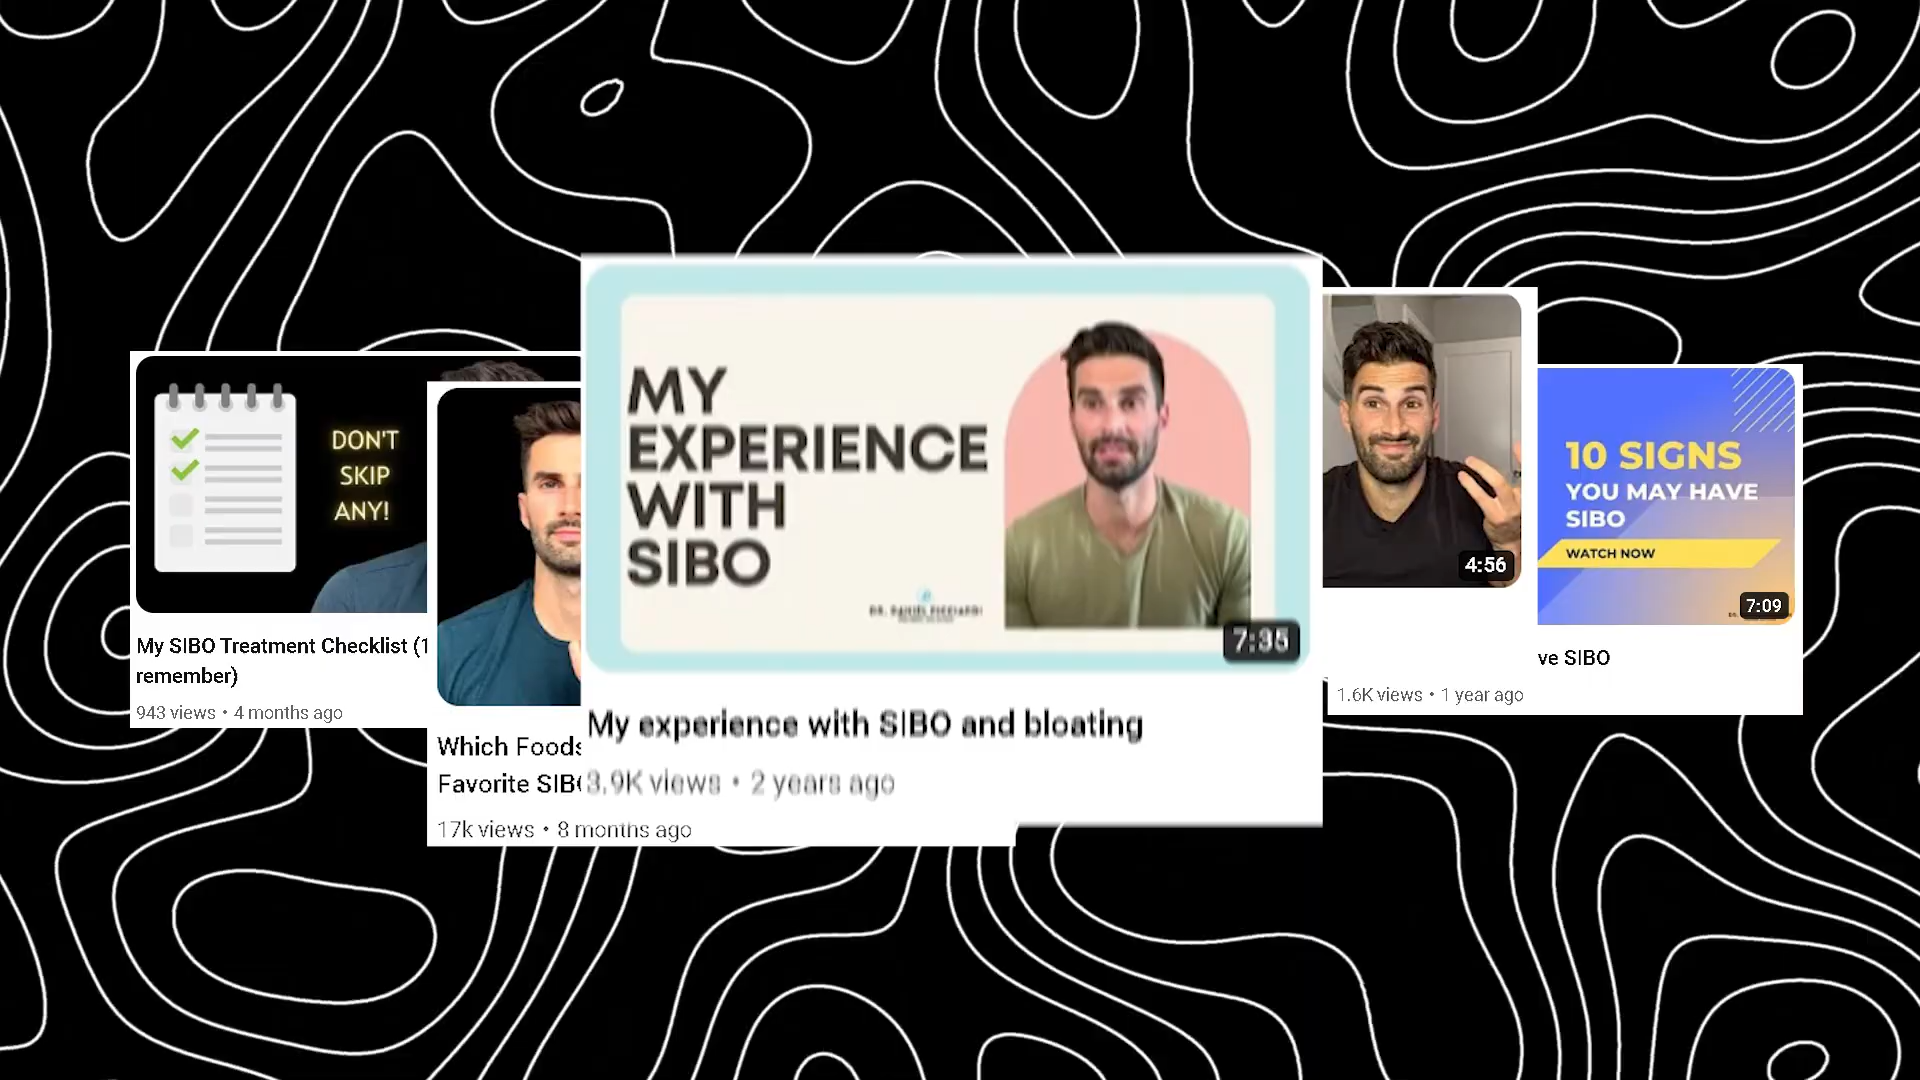 DON'T
SKIP
ANY!
My SIBO Treatment Checklist (1
remember)
943 views • 4 months ago
Which Foods
Favorite SIB
17k views • 8 months ago
MY
EXPERIENCE
WITH
SIBO
DR. DANIEL
7:35
My experience with SIBO and bloating
3.9K views • 2 years ago
4:56
1.6K views • 1 year ago
10 SIGNS
YOU MAY HAVE
SIBO
WATCH NOW
7:09
ve SIBO